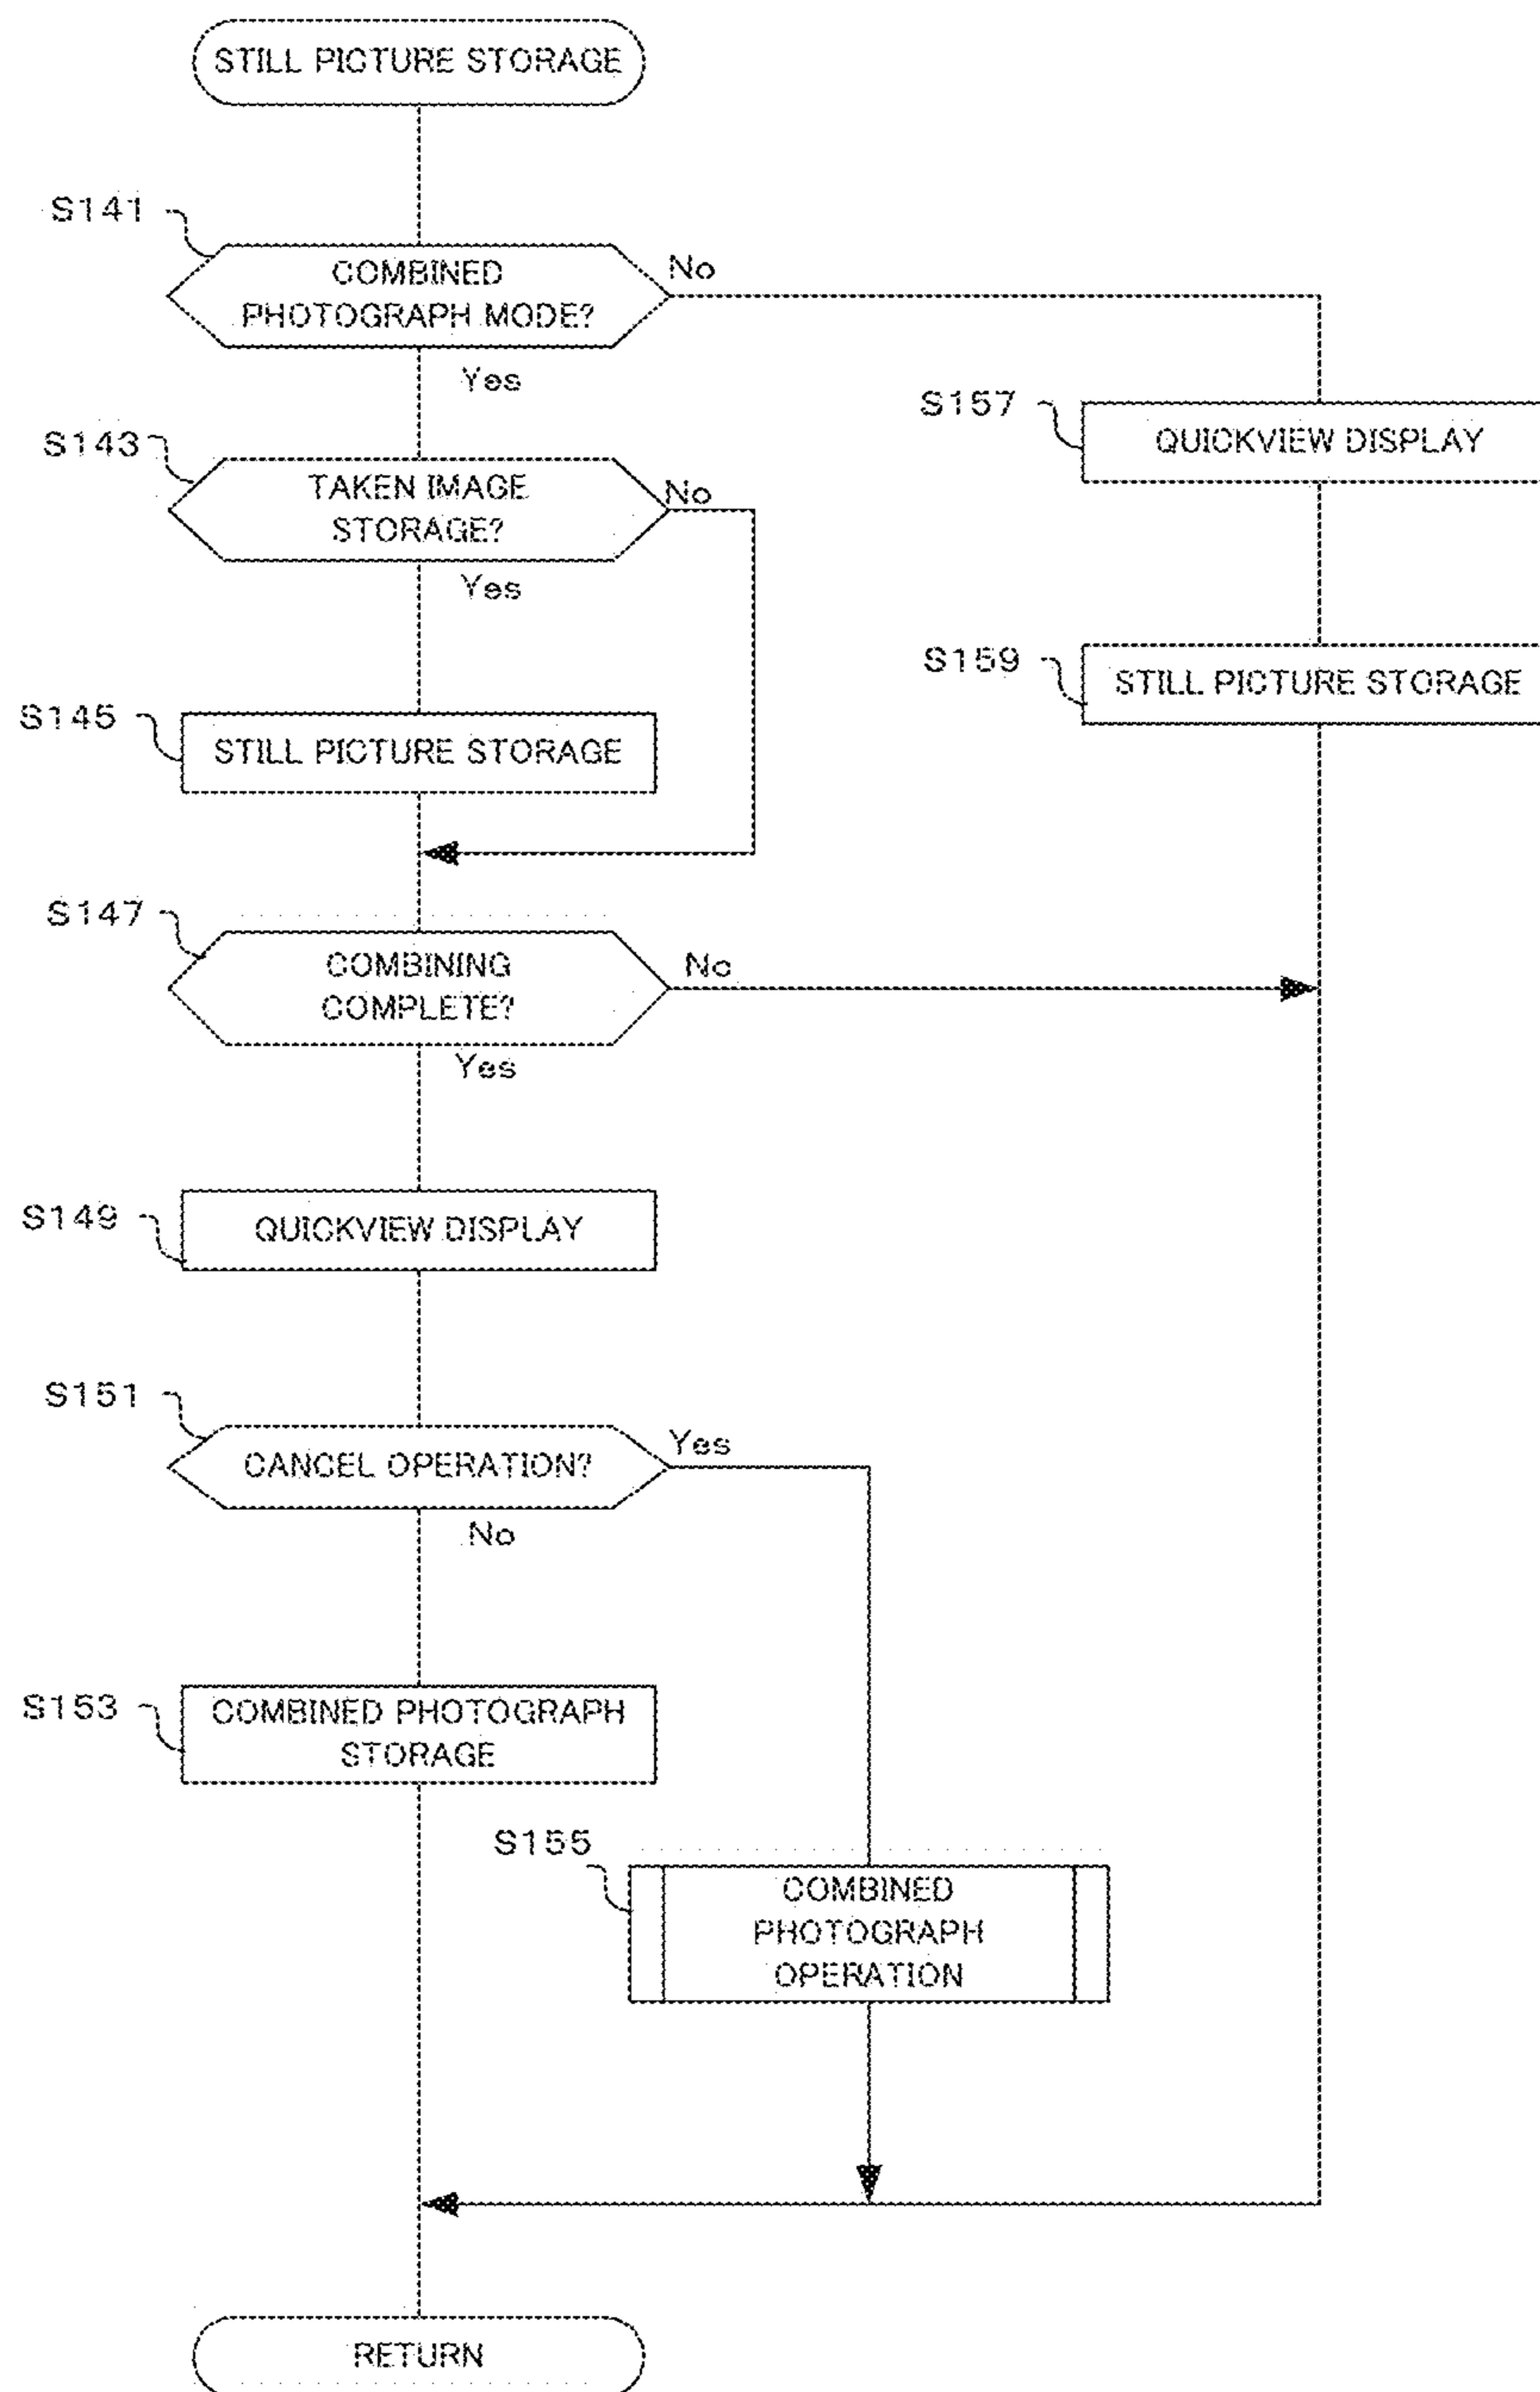 STILL PICTURE STORAGE
S141
COMBINED
PHOTOGRAPH MODE?
No
Yes
S157
QUICKVIEW DISPLAY
S143
TAKEN IMAGE
STORAGE?
No
Yes
S159
STILL PICTURE STORAGE
S145
STILL PICTURE STORAGE
S147
COMBINING
COMPLETE?
No
Yes
S149
QUICKVIEW DISPLAY
S151
CANCEL OPERATION?
Yes
No
S153
COMBINED PHOTOGRAPH
STORAGE
S155
COMBINED
PHOTOGRAPH
OPERATION
RETURN